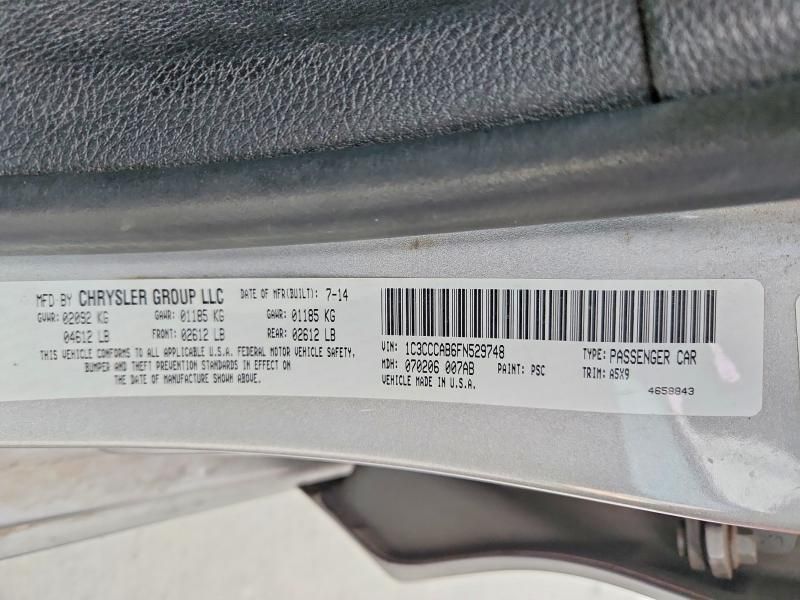 MFD BY CHRYSLER GROUP LLC DATE OF MFR(BUILT): 7-14
GVWR: 02092 KG GAWR: 01185 KG GAWR: 01185 KG
04612 LB FRONT: 02612 LB REAR: 02612 LB
THIS VEHICLE CONFORMS TO ALL APPLICABLE U.S.A. FEDERAL MOTOR VEHICLE SAFETY,
BUMPER AND THEFT PREVENTION STANDARDS IN EFFECT ON
THE DATE OF MANUFACTURE SHOWN ABOVE.
VIN: 1C3CCCAB6FN529748 TYPE: PASSENGER CAR
MDH: 070206 007AB PAINT: PSC TRIM: A5X9
VEHICLE MADE IN U.S.A.
4658843